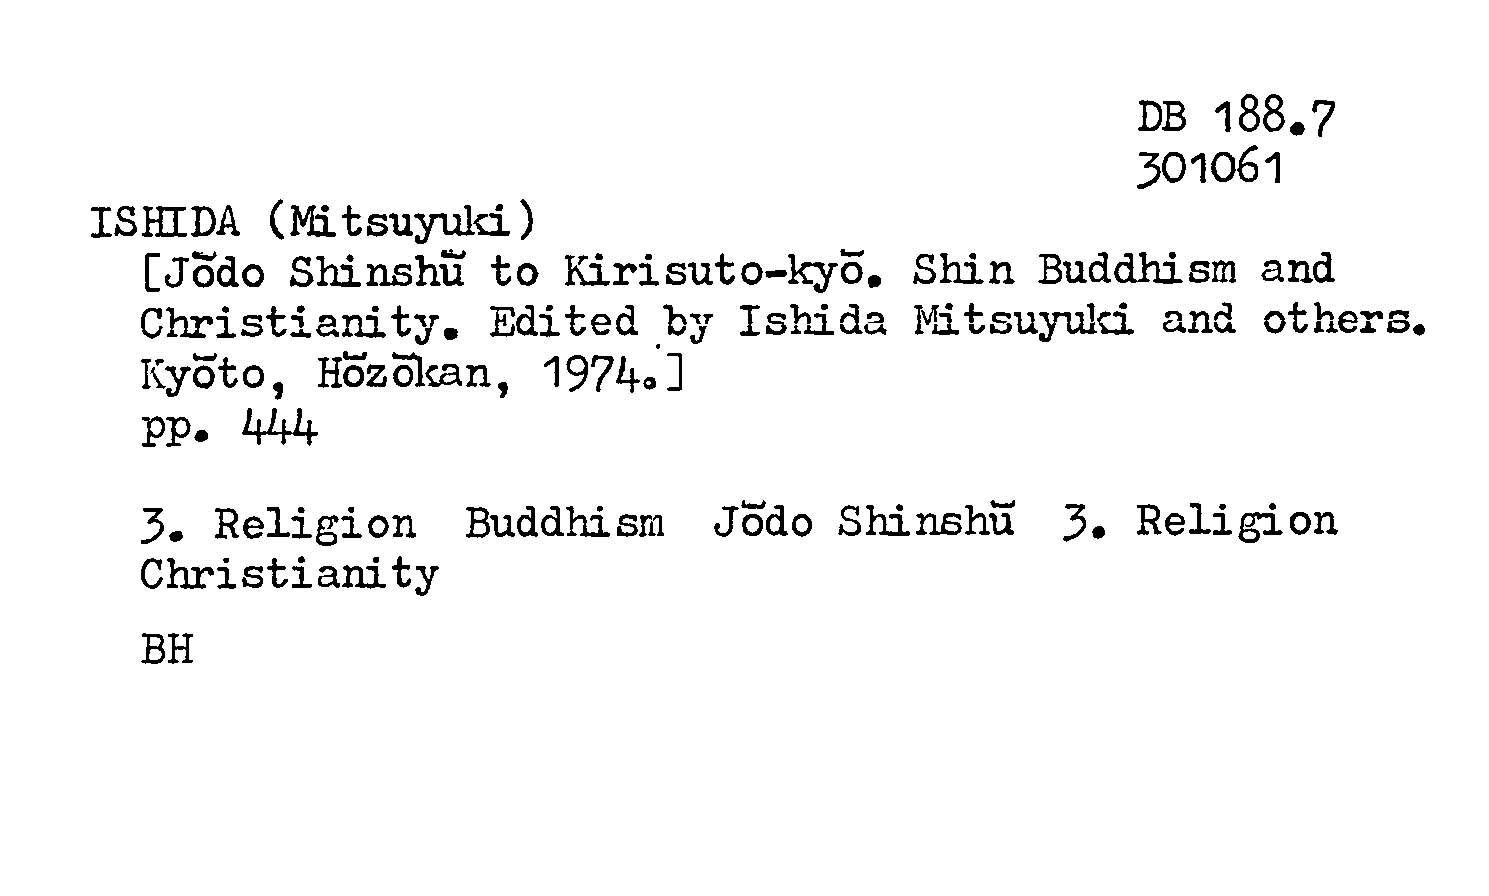 DB 188.7
301061
ISHIDA (Mitsuyuki)
[Jōdo Shinshū to Kirisuto-kyō. Shin Buddhism and
Christianity. Edited by Ishida Mitsuyuki and others.
Kyōto, Hōzōkan, 1974.]
pp. 444
3. Religion Buddhism Jōdo Shinshū 3. Religion
Christianity
BH